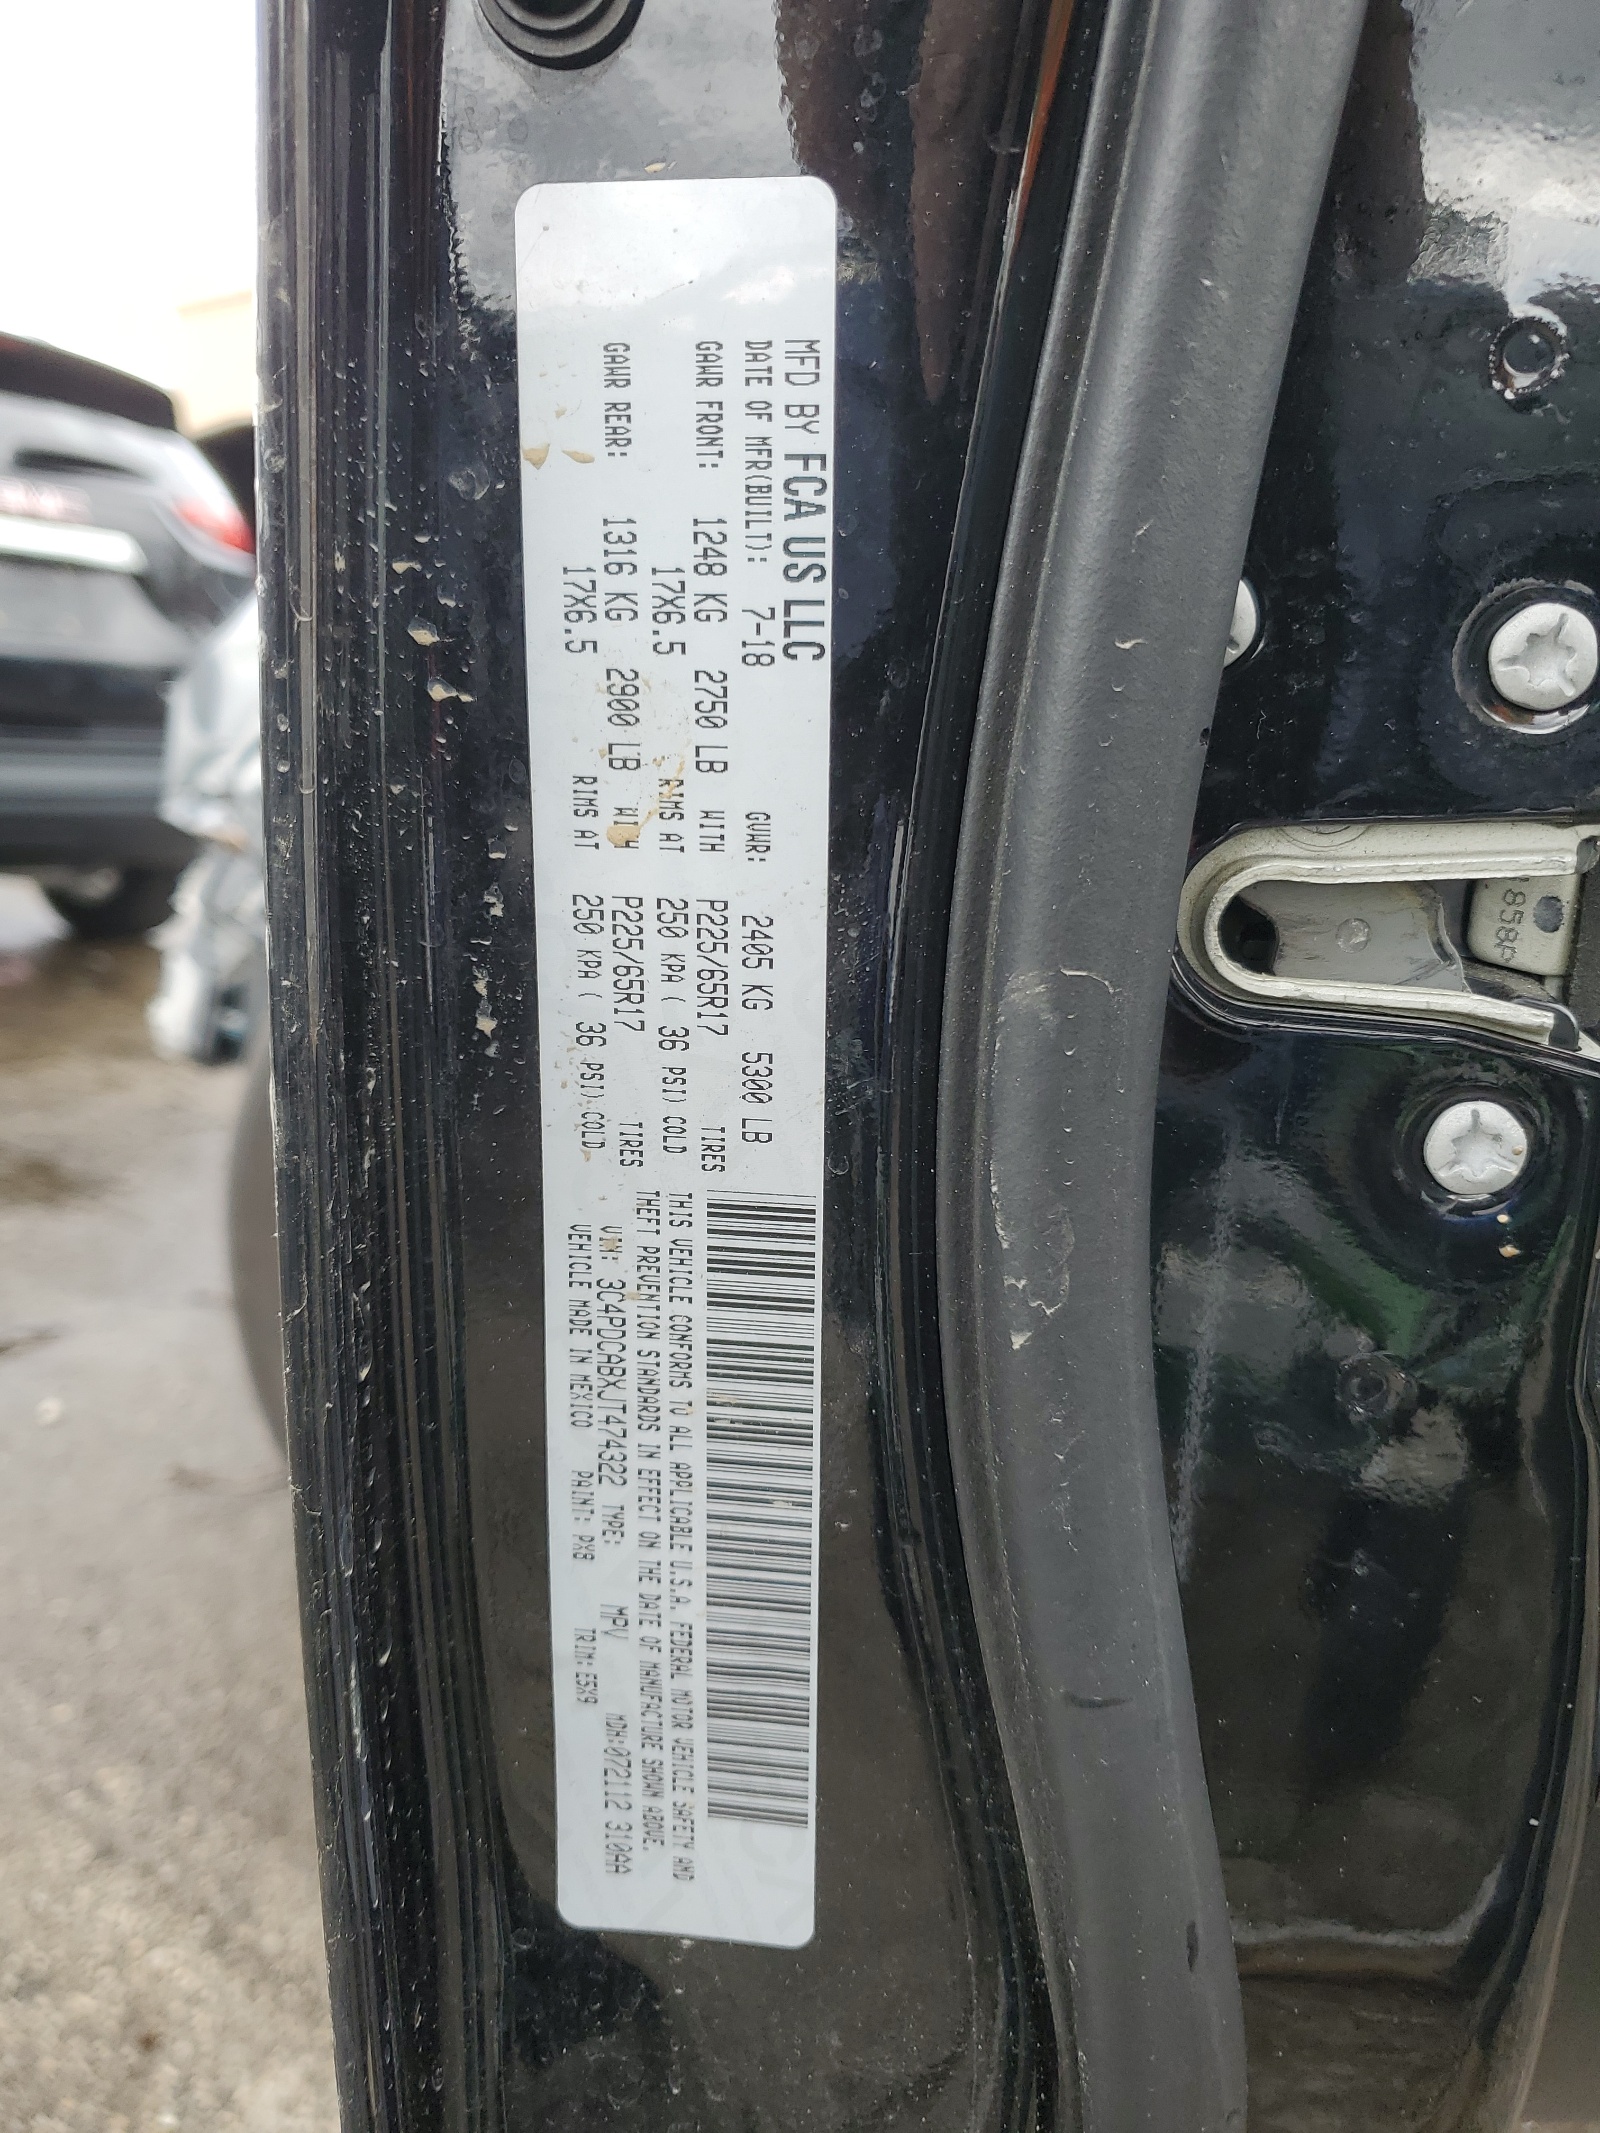 MFD BY FCA US LLC
DATE OF MFR(BUILT): 7-18 GVWR: 2405 KG 5300 LB
GAWR FRONT: 1248 KG 2750 LB WITH P225/65R17 TIRES
17X6.5 RIMS AT 250 KPA ( 36 PSI) COLD
GAWR REAR: 1316 KG 2900 LB WITH P225/65R17 TIRES
17X6.5 RIMS AT 250 KPA ( 36 PSI) COLD
THIS VEHICLE CONFORMS TO ALL APPLICABLE U.S.A. FEDERAL MOTOR VEHICLE SAFETY AND
THEFT PREVENTION STANDARDS IN EFFECT ON THE DATE OF MANUFACTURE SHOWN ABOVE.
VIN: 3C4PDCABXJT474322 TYPE: MPV MDH:072112 310AA
VEHICLE MADE IN MEXICO PAINT: PX8 TRIM: E5X9